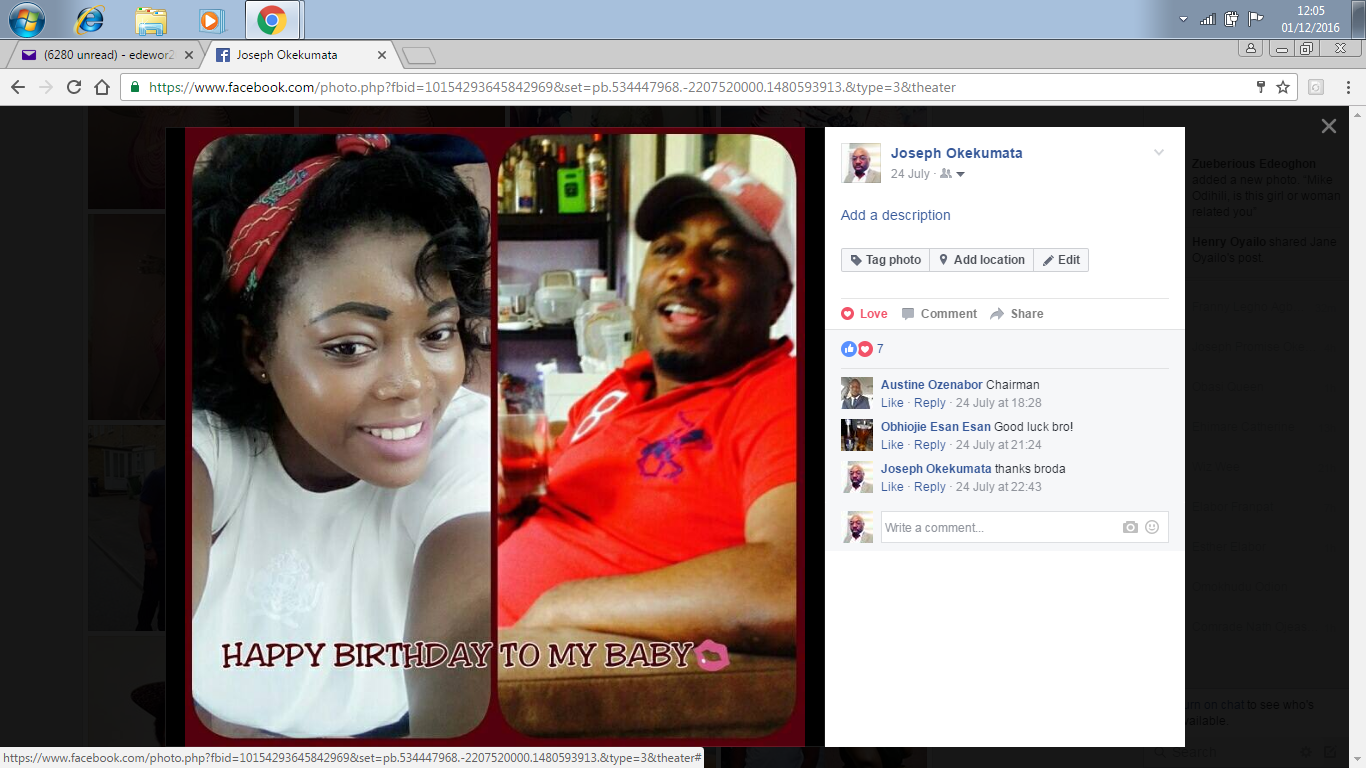 12:05
01/12/2016
(6280 unread) - edewor2
Joseph Okekumata
https://www.facebook.com/photo.php?fbid=10154293645842969&set=pb.534447968.-2207520000.1480593913.&type=3&theater
Joseph Okekumata
24 July
Add a description
Tag photo
Add location
Edit
Love
Comment
Share
7
Austine Ozenabor Chairman
Like · Reply · 24 July at 18:28
Obhiojie Esan Esan Good luck bro!
Like · Reply · 24 July at 21:24
Joseph Okekumata thanks broda
Like · Reply · 24 July at 22:43
Write a comment...
HAPPY BIRTHDAY TO MY BABY
8
Zueberious Edeoghon
added a new photo. "Mike
Odihili, is this girl or woman
related you"
Henry Oyailo shared Jane
Oyailo's post.
urn on chat to see who's
vailable.
Search
https://www.facebook.com/photo.php?fbid=10154293645842969&set=pb.534447968.-2207520000.1480593913.&type=3&theater#